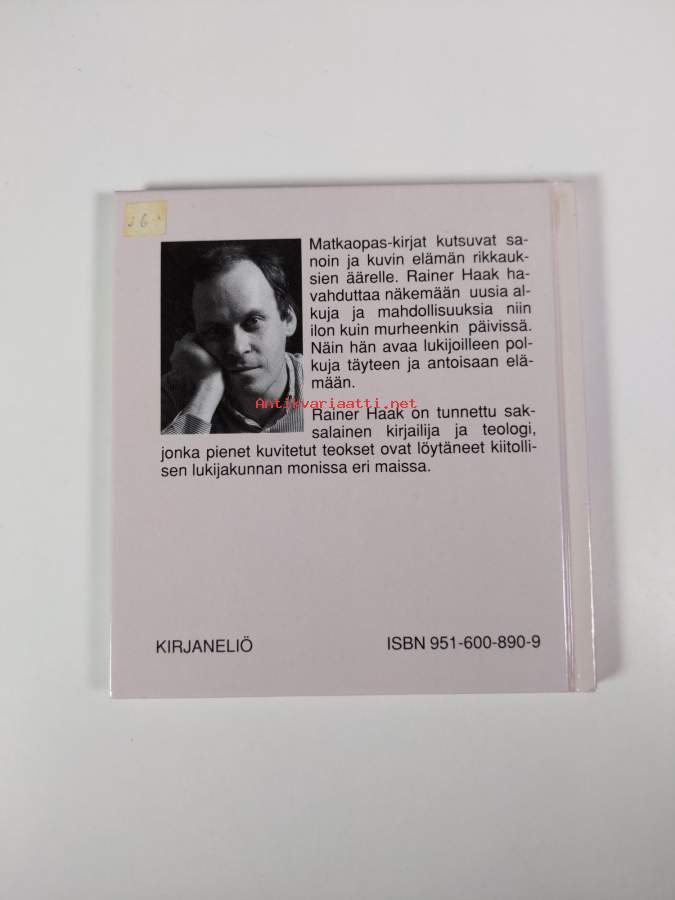 26.-
Matkaopas-kirjat kutsuvat sa-
noin ja kuvin elämän rikkauk-
sien äärelle. Rainer Haak ha-
vahduttaa näkemään uusia al-
kuja ja mahdollisuuksia niin
ilon kuin murheenkin päivissä.
Näin hän avaa lukijoilleen pol-
kuja täyteen ja antoisaan elä-
mään.
Antikvariaatti.net
Rainer Haak on tunnettu sak-
salainen kirjailija ja teologi,
jonka pienet kuvitetut teokset ovat löytäneet kiitolli-
sen lukijakunnan monissa eri maissa.
KIRJANELIÖ
ISBN 951-600-890-9